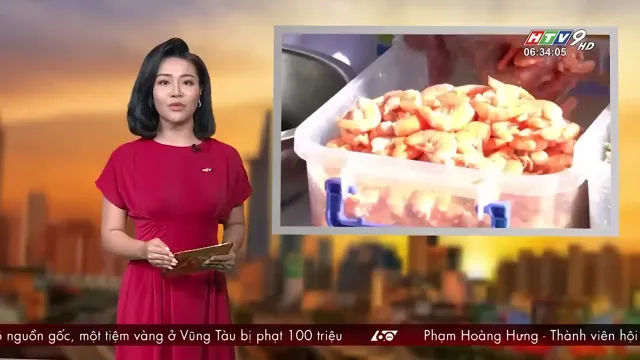 HTV9 HD
06:34:05
nguồn gốc, một tiệm vàng ở Vũng Tàu bị phạt 100 triệu
60
Phạm Hoàng Hưng - Thành viên hội